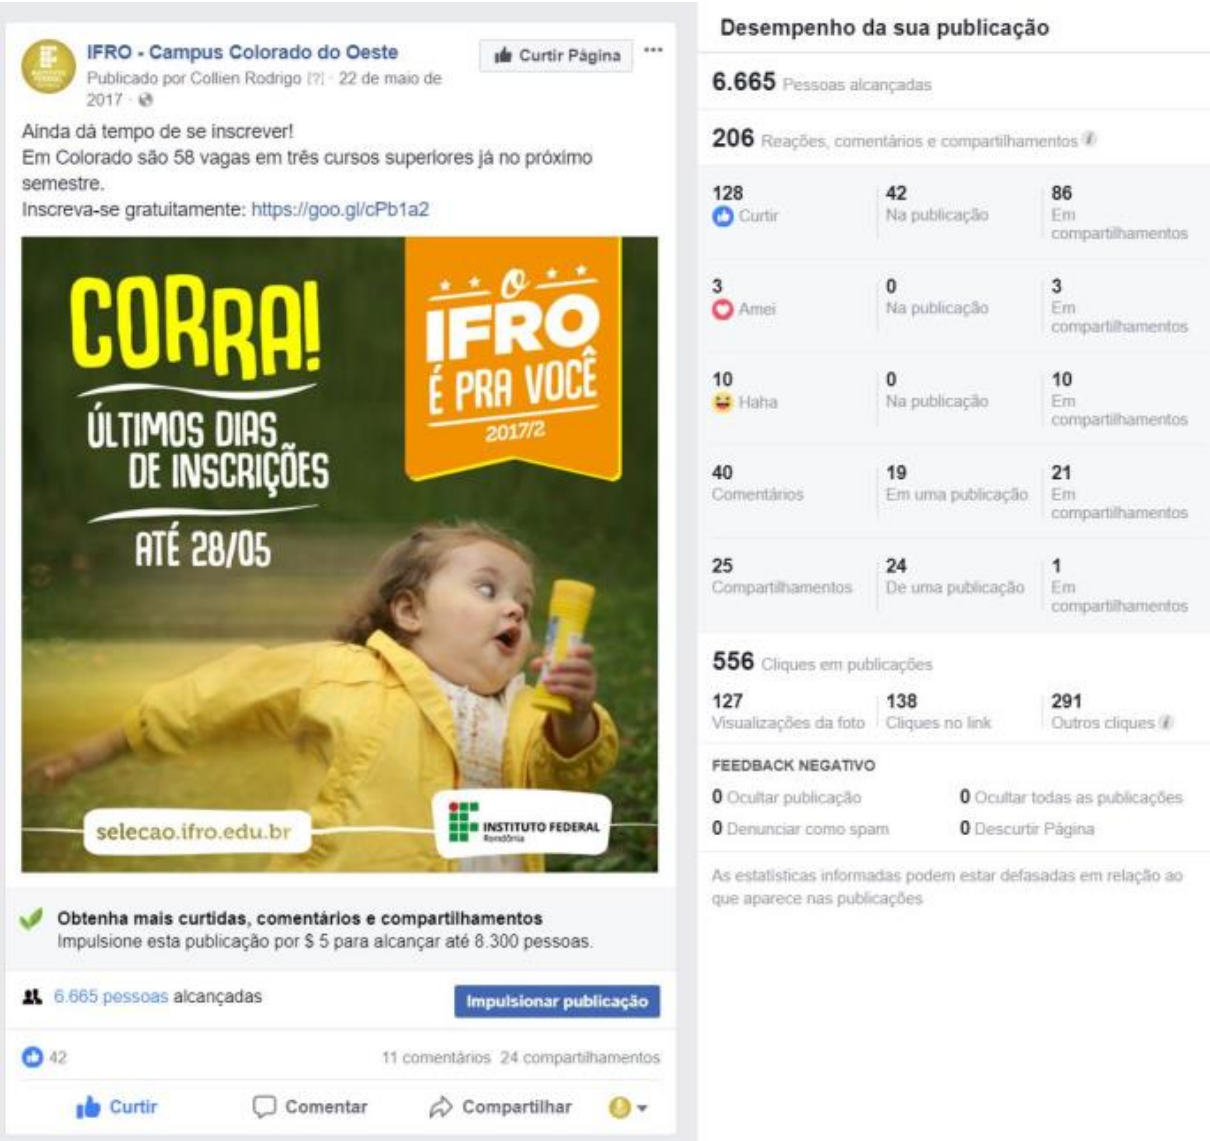 IFRO - Campus Colorado do Oeste
Curtir Página
Publicado por Collien Rodrigo [?] · 22 de maio de
2017 ·
Ainda dá tempo de se inscrever!
Em Colorado são 58 vagas em três cursos superiores já no próximo
semestre.
Inscreva-se gratuitamente: https://goo.gl/cPb1a2
CORRA!
ÚLTIMOS DIAS
DE INSCRIÇÕES
ATÉ 28/05
O
IFRO
É PRA VOCÊ
2017/2
selecao.ifro.edu.br
INSTITUTO FEDERAL
Rondônia
Obtenha mais curtidas, comentários e compartilhamentos
Impulsione esta publicação por $ 5 para alcançar até 8.300 pessoas.
6.665 pessoas alcançadas
Impulsionar publicação
42
11 comentários 24 compartilhamentos
Curtir
Comentar
Compartilhar
Desempenho da sua publicação
6.665 Pessoas alcançadas
206 Reações, comentários e compartilhamentos
128
Curtir
42
Na publicação
86
Em
compartilhamentos
3
Amei
0
Na publicação
3
Em
compartilhamentos
10
Haha
0
Na publicação
10
Em
compartilhamentos
40
Comentários
19
Em uma publicação
21
Em
compartilhamentos
25
Compartilhamentos
24
De uma publicação
1
Em
compartilhamentos
556 Cliques em publicações
127
Visualizações da foto
138
Cliques no link
291
Outros cliques
FEEDBACK NEGATIVO
0 Ocultar publicação
0 Ocultar todas as publicações
0 Denunciar como spam
0 Descurtir Página
As estatísticas informadas podem estar defasadas em relação ao
que aparece nas publicações